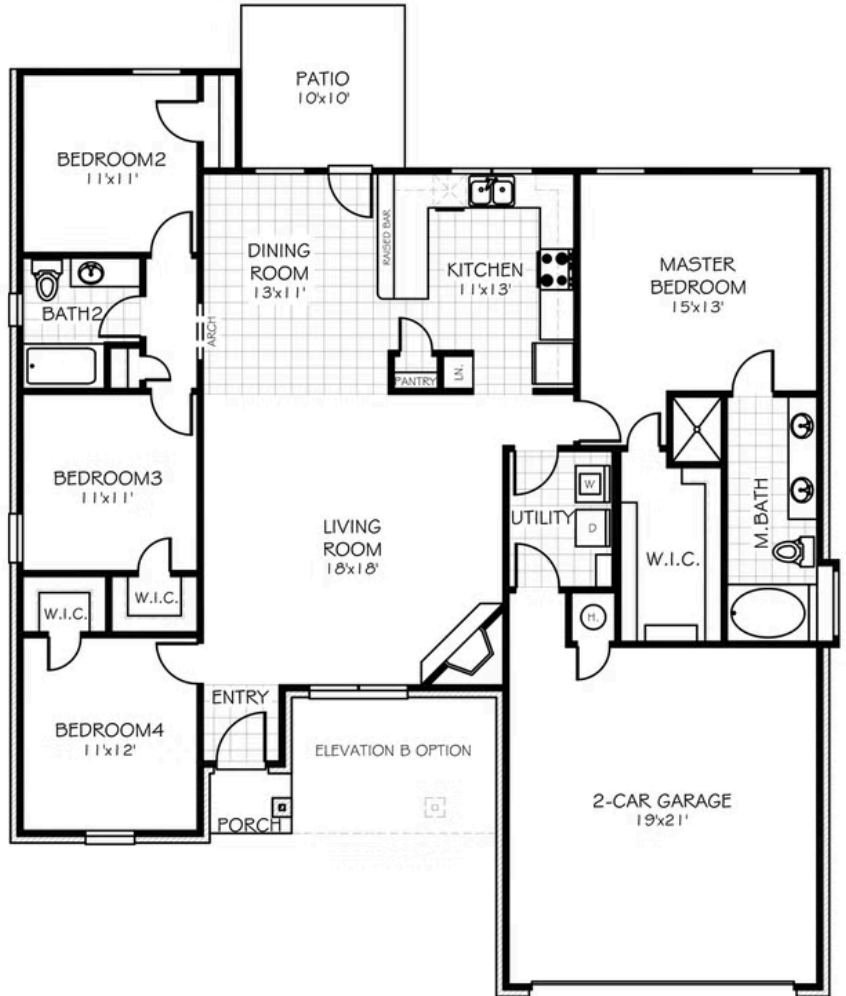 PATIO
10'x10'
BEDROOM2
11'x11'
DINING
ROOM
13'x11'
RAISED BAR
KITCHEN
11'x13'
MASTER
BEDROOM
15'x13'
BATH2
ARCH
PANTRY
LN.
BEDROOM3
11'x11'
LIVING
ROOM
18'x18'
UTILITY
W
D
W.I.C.
M.BATH
W.I.C.
W.I.C.
H.
BEDROOM4
11'x12'
ENTRY
ELEVATION B OPTION
PORCH
2-CAR GARAGE
19'x21'